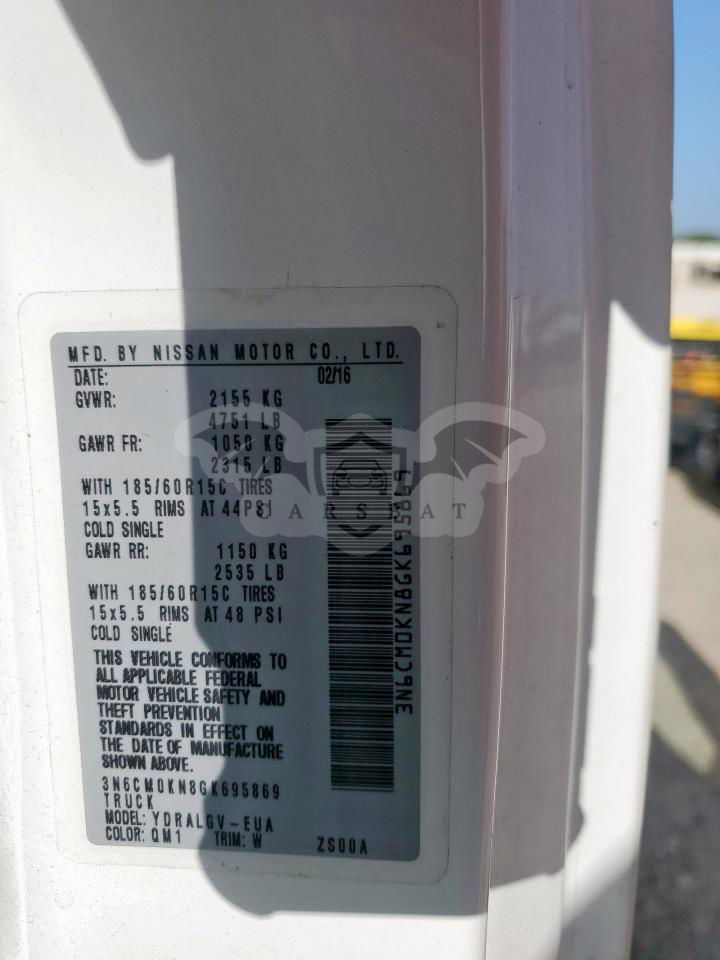 MFD. BY NISSAN MOTOR CO., LTD.
DATE: 02/16
GVWR: 2155 KG
4751 LB
GAWR FR: 1050 KG
2315 LB
WITH 185/60R15C TIRES
15x5.5 RIMS AT 44PSI
COLD SINGLE
GAWR RR: 1150 KG
2535 LB
WITH 185/60R15C TIRES
15x5.5 RIMS AT 48 PSI
COLD SINGLE
THIS VEHICLE CONFORMS TO
ALL APPLICABLE FEDERAL
MOTOR VEHICLE SAFETY AND
THEFT PREVENTION
STANDARDS IN EFFECT ON
THE DATE OF MANUFACTURE
SHOWN ABOVE.
3N6CM0KN8GK695869
TRUCK
MODEL: YDRALGV-EUA
COLOR: QM1 TRIM: W ZS00A
3N6CM0KN8GK695869
CARSBAT